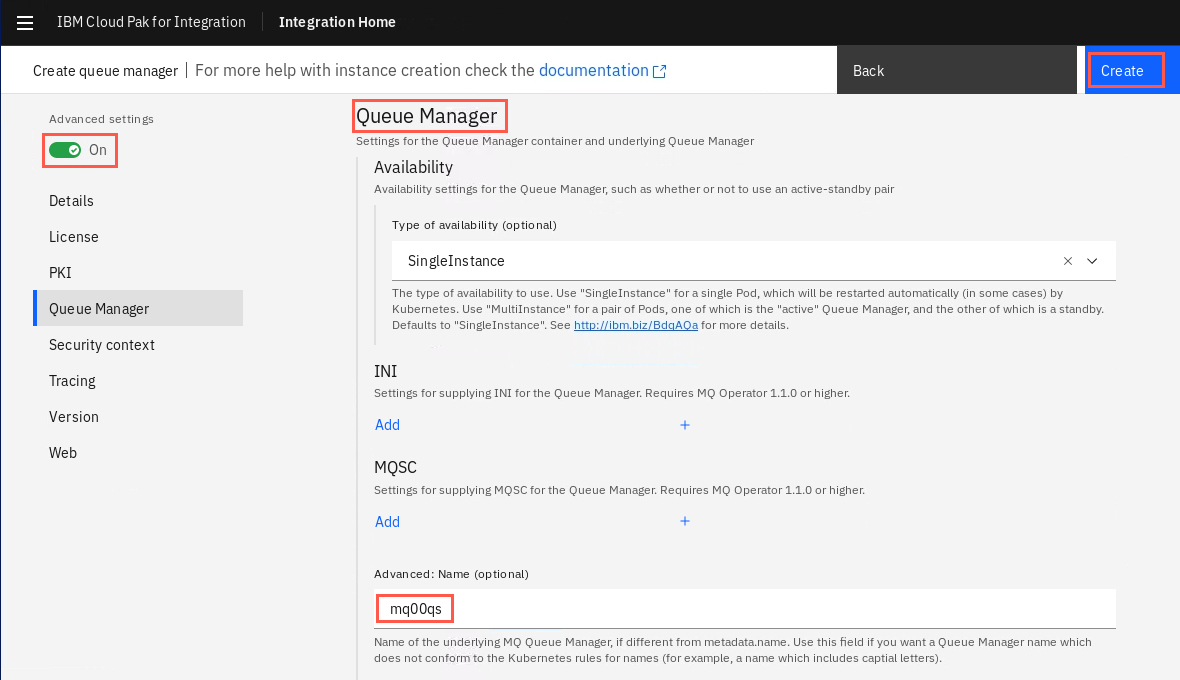 IBM Cloud Pak for Integration
Integration Home
Create queue manager
For more help with instance creation check the documentation
Back
Create
Advanced settings
On
Details
License
PKI
Queue Manager
Security context
Tracing
Version
Web
Queue Manager
Settings for the Queue Manager container and underlying Queue Manager
Availability
Availability settings for the Queue Manager, such as whether or not to use an active-standby pair
Type of availability (optional)
SingleInstance
The type of availability to use. Use "SingleInstance" for a single Pod, which will be restarted automatically (in some cases) by
Kubernetes. Use "MultiInstance" for a pair of Pods, one of which is the "active" Queue Manager, and the other of which is a standby.
Defaults to "SingleInstance". See http://ibm.biz/BdqAQa for more details.
INI
Settings for supplying INI for the Queue Manager. Requires MQ Operator 1.1.0 or higher.
Add +
MQSC
Settings for supplying MQSC for the Queue Manager. Requires MQ Operator 1.1.0 or higher.
Add +
Advanced: Name (optional)
mq00qs
Name of the underlying MQ Queue Manager, if different from metadata.name. Use this field if you want a Queue Manager name which
does not conform to the Kubernetes rules for names (for example, a name which includes captial letters).